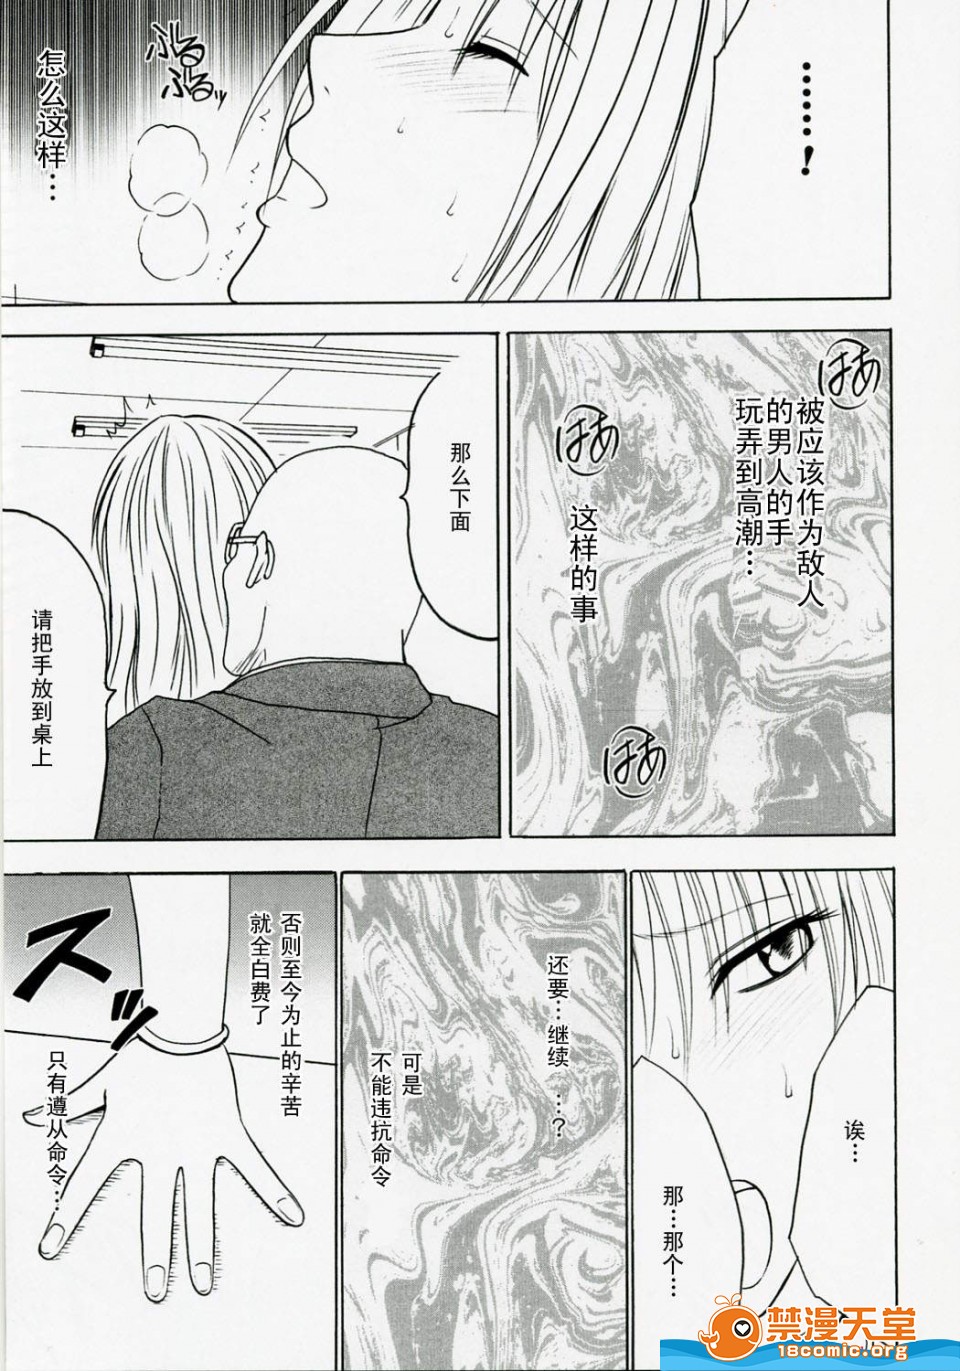 ………!
ぷるぷるッ
怎么这样…
はあ
被应该作为敌人
的男人的手
玩弄到高潮…
はあ
这样的事
はあ
那么下面
请把手放到桌上
诶…
那…那个…
还要…继续…?
可是
不能违抗命令
否则至今为止的辛苦
就全白费了
只有遵从命令…
スッ
禁漫天堂
18comic.org